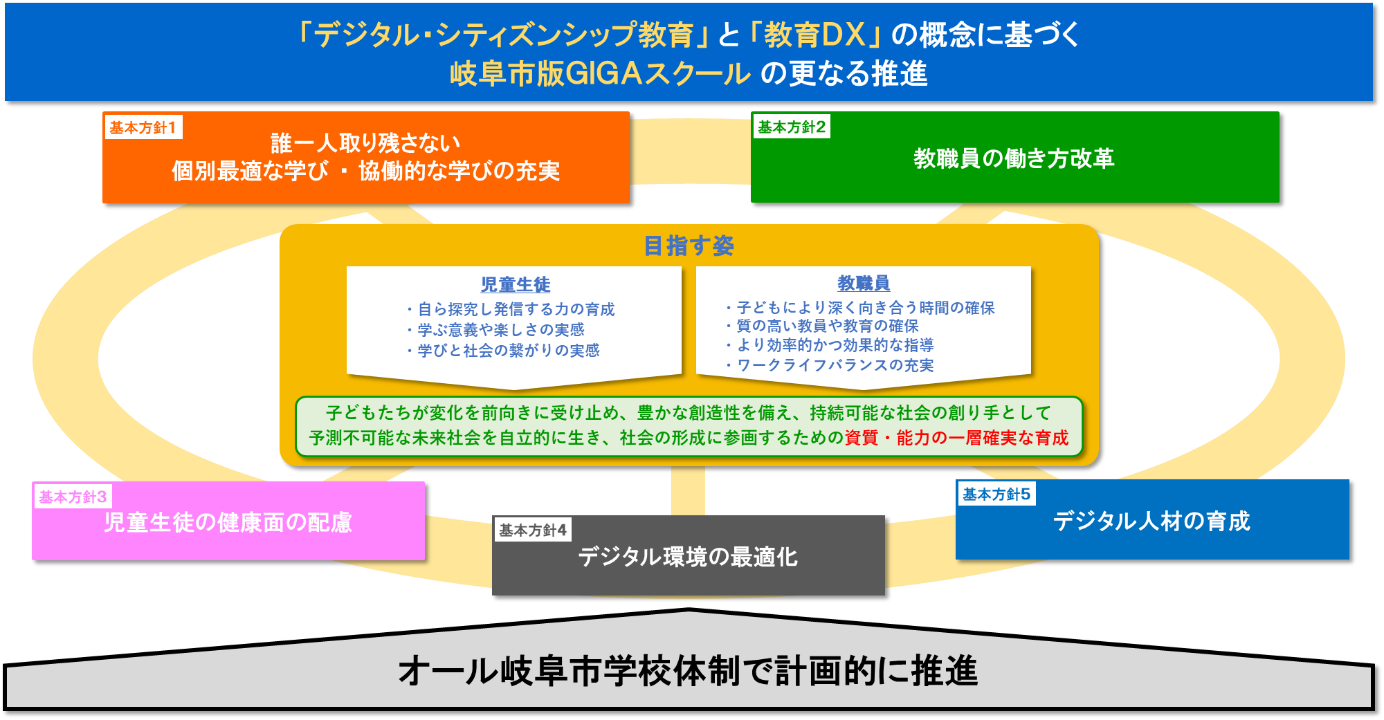 「デジタル・シティズンシップ教育」と「教育DX」の概念に基づく
岐阜市版GIGAスクール の更なる推進
基本方針1
誰一人取り残さない
個別最適な学び ・ 協働的な学びの充実
基本方針2
教職員の働き方改革
目指す姿
児童生徒
・自ら探究し発信する力の育成
・学ぶ意義や楽しさの実感
・学びと社会の繋がりの実感
教職員
・子どもにより深く向き合う時間の確保
・質の高い教員や教育の確保
・より効率的かつ効果的な指導
・ワークライフバランスの充実
子どもたちが変化を前向きに受け止め、豊かな創造性を備え、持続可能な社会の創り手として
予測不可能な未来社会を自立的に生き、社会の形成に参画するための資質・能力の一層確実な育成
基本方針3
児童生徒の健康面の配慮
基本方針4
デジタル環境の最適化
基本方針5
デジタル人材の育成
オール岐阜市学校体制で計画的に推進